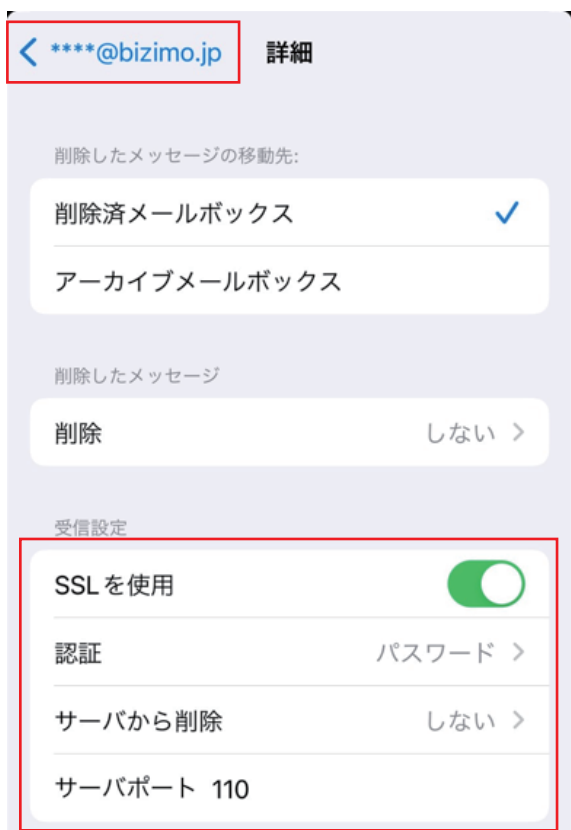 ****@bizimo.jp 詳細
削除したメッセージの移動先:
削除済メールボックス
アーカイブメールボックス
削除したメッセージ
削除 しない
受信設定
SSLを使用
認証 パスワード
サーバから削除 しない
サーバポート 110